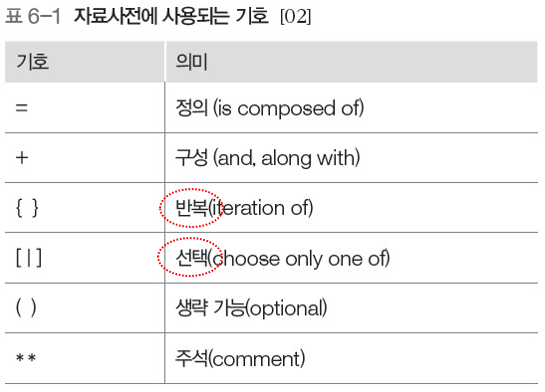 표 6-1 자료사전에 사용되는 기호 [02]
기호 의미
= 정의 (is composed of)
+ 구성 (and, along with)
{ } 반복(iteration of)
[ | ] 선택(choose only one of)
( ) 생략 가능(optional)
** 주석(comment)